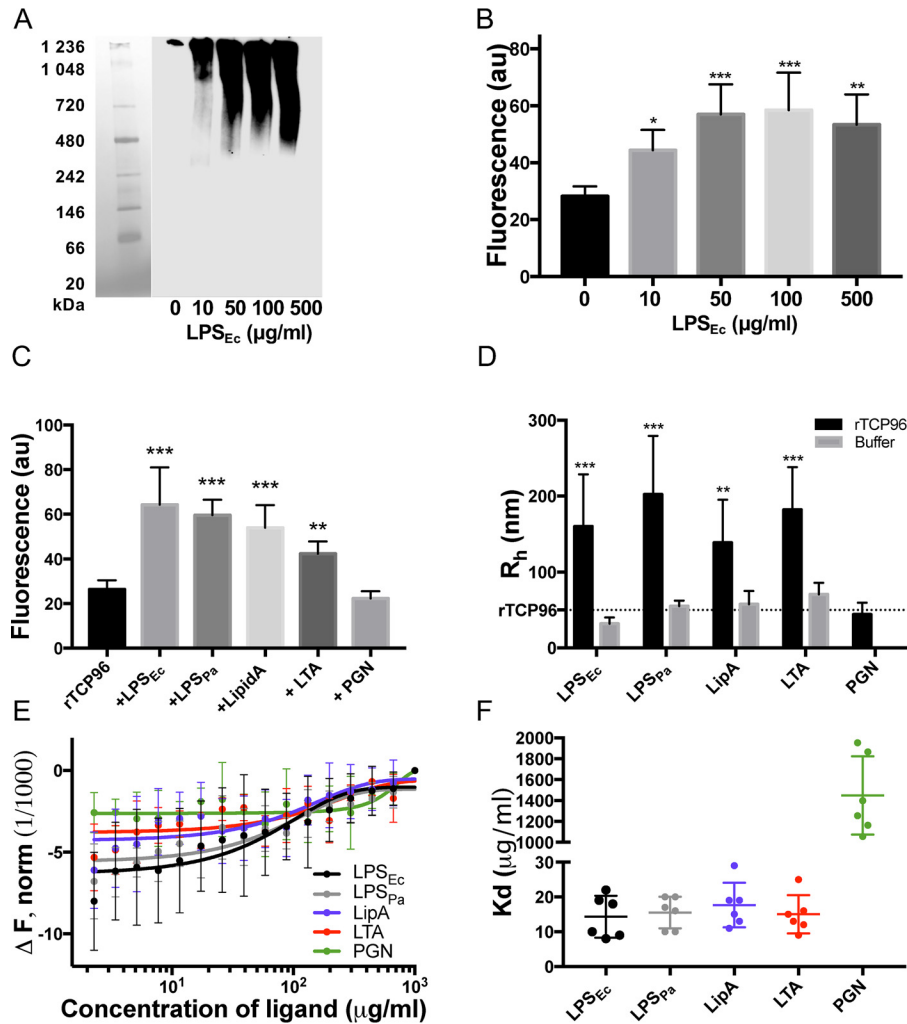 A
1 236
1 048
720
480
242
146
66
20
kDa
0 10 50 100 500
LPSEc (µg/ml)
B
Fluorescence (au)
80
60
40
20
0
* *** *** **
0 10 50 100 500
LPSEc (µg/ml)
C
Fluorescence (au)
100
80
60
40
20
0
*** *** *** **
rTCP96 +LPSEc +LPSPa +LipidA + LTA + PGN
D
Rh (nm)
300
200
100
rTCP96
0
*** *** ** ***
rTCP96
Buffer
LPSEc LPSPa LipA LTA PGN
E
Δ F, norm (1/1000)
0
-5
-10
LPSEc
LPSPa
LipA
LTA
PGN
10¹ 10² 10³
Concentration of ligand (µg/ml)
F
Kd (µg/ml)
2000
1800
1600
1400
1200
1000
30
20
10
0
LPSEc LPSPa LipA LTA PGN